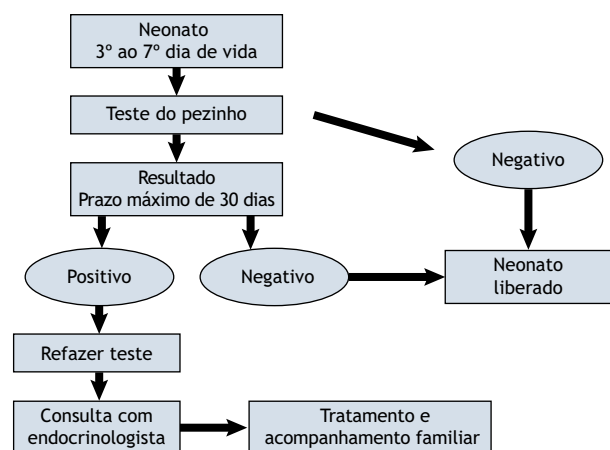 Neonato
3º ao 7º dia de vida
Teste do pezinho
Negativo
Resultado
Prazo máximo de 30 dias
Positivo
Negativo
Neonato
liberado
Refazer teste
Consulta com
endocrinologista
Tratamento e
acompanhamento familiar